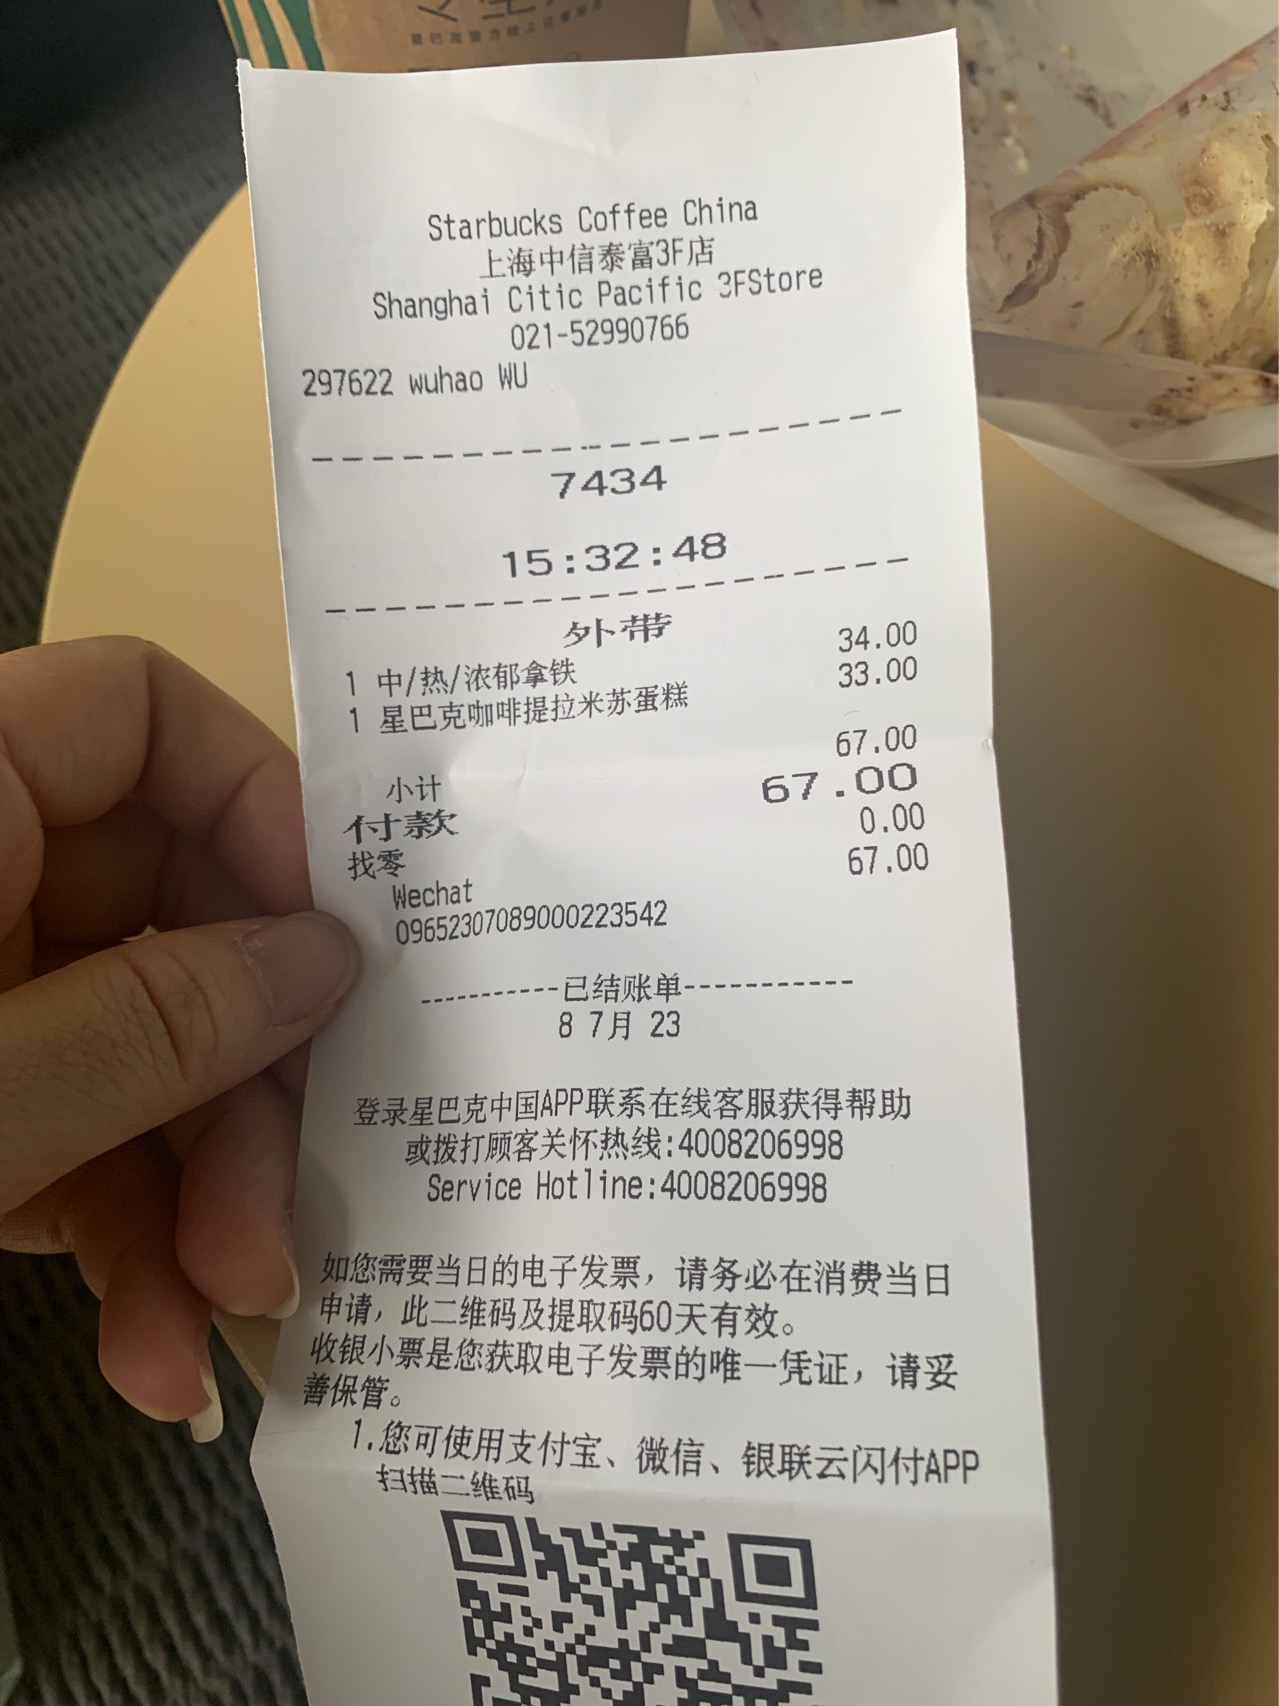 Starbucks Coffee China
上海中信泰富3F店
Shanghai Citic Pacific 3FStore
021-52990766
297622 wuhao WU
7434
15:32:48
外带
1 中/热/浓郁拿铁 34.00
1 星巴克咖啡提拉米苏蛋糕 33.00
小计 67.00
付款 67.00
找零 0.00
Wechat 67.00
09652307089000223542
-----------已结账单-----------
8 7月 23
登录星巴克中国APP联系在线客服获得帮助
或拨打顾客关怀热线:4008206998
Service Hotline:4008206998
如您需要当日的电子发票，请务必在消费当日
申请，此二维码及提取码60天有效。
收银小票是您获取电子发票的唯一凭证，请妥
善保管。
1.您可使用支付宝、微信、银联云闪付APP
扫描二维码